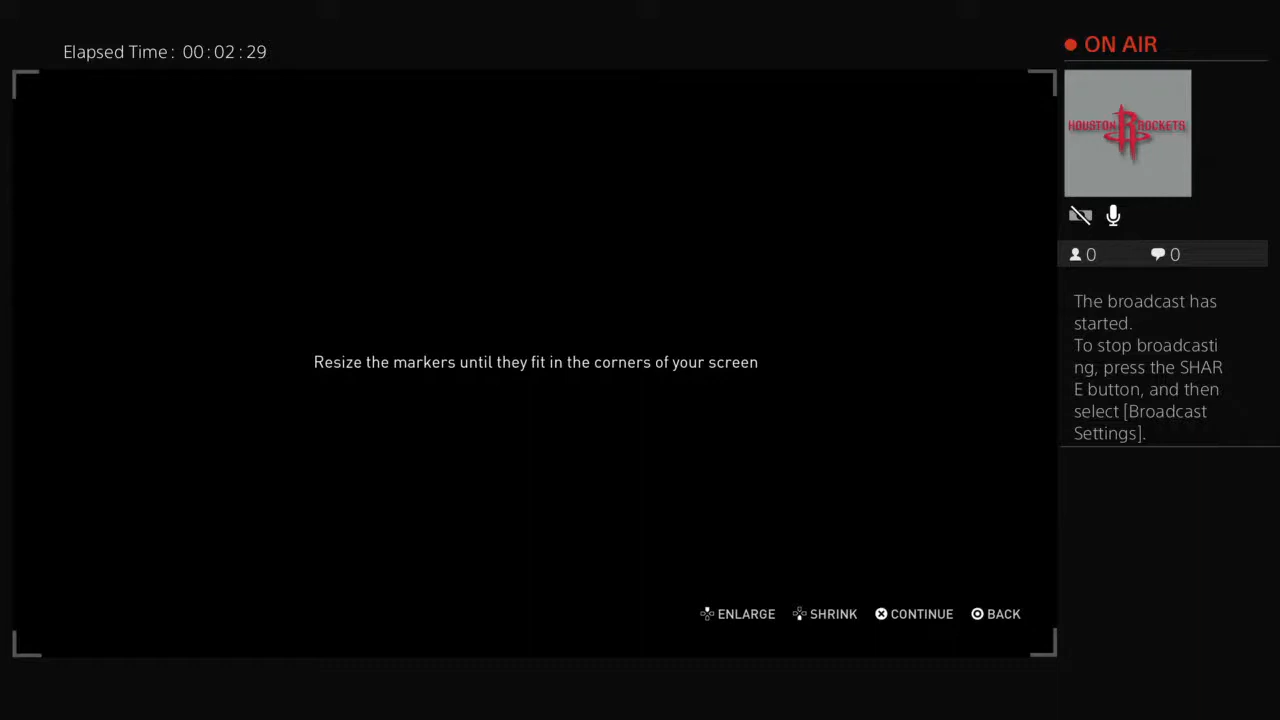 Elapsed Time: 00:02:29
ON AIR
HOUSTON ROCKETS
0 0
The broadcast has
started.
To stop broadcasti
ng, press the SHAR
E button, and then
select [Broadcast
Settings].
Resize the markers until they fit in the corners of your screen
ENLARGE SHRINK CONTINUE BACK